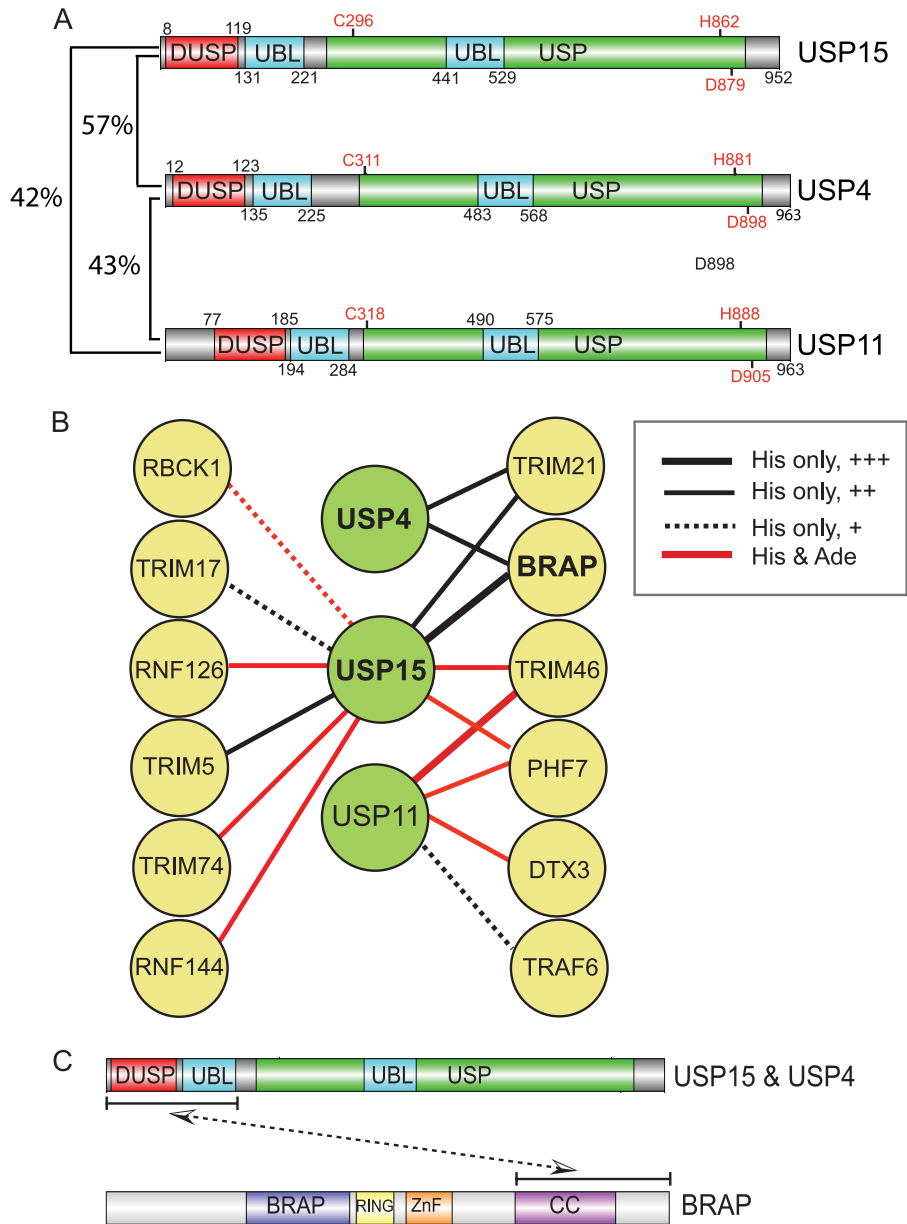 A
8 119 C296 H862
DUSP UBL UBL USP USP15
131 221 441 529 D879 952
57%
12 123 C311 H881
DUSP UBL UBL USP USP4
135 225 483 568 D898 963
42%
43%
D898
77 185 C318 490 575 H888
DUSP UBL UBL USP USP11
194 284 D905 963
B
RBCK1
TRIM17
RNF126
TRIM5
TRIM74
RNF144
USP4
USP15
USP11
TRIM21
BRAP
TRIM46
PHF7
DTX3
TRAF6
His only, +++
His only, ++
His only, +
His & Ade
C
DUSP UBL UBL USP USP15 & USP4
BRAP RING ZnF CC BRAP